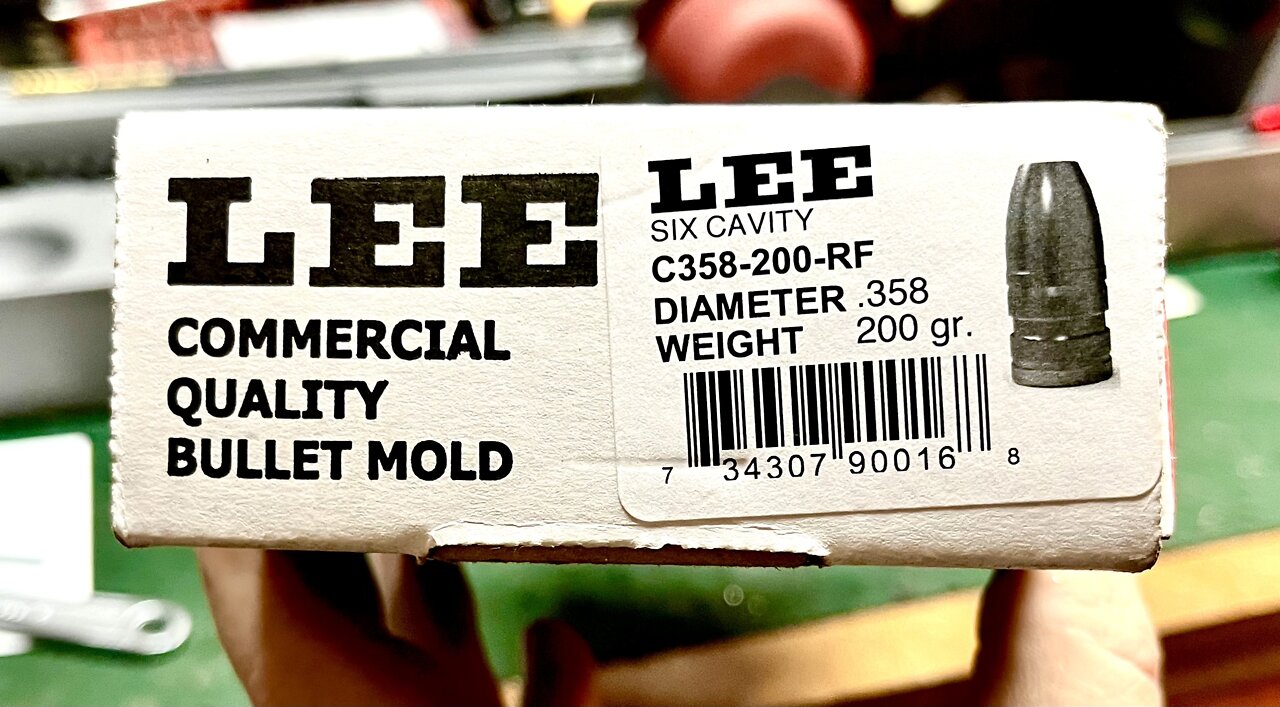 LEE
COMMERCIAL
QUALITY
BULLET MOLD
LEE
SIX CAVITY
C358-200-RF
DIAMETER .358
WEIGHT 200 gr.
7 34307 90016 8